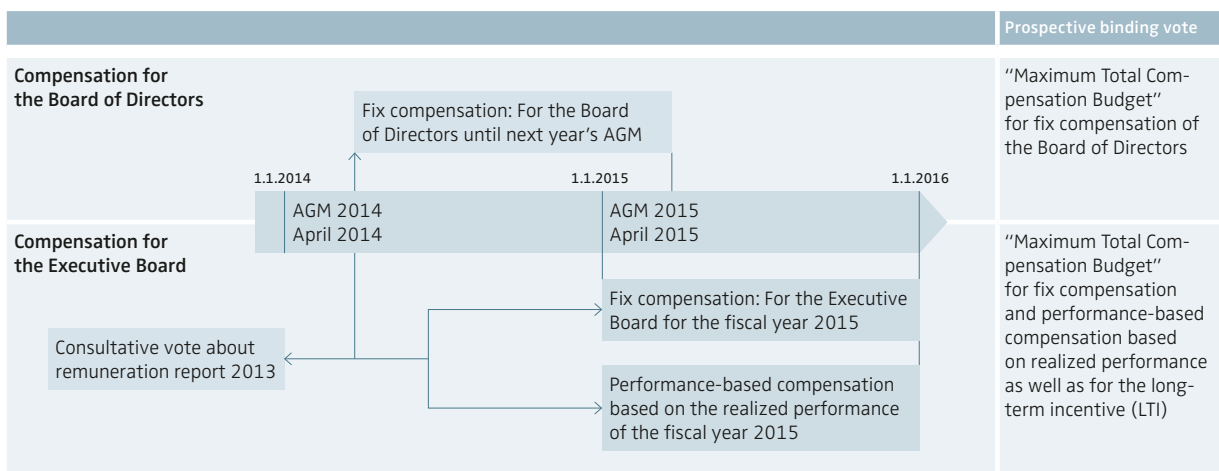 Prospective binding vote
Compensation for
the Board of Directors
Fix compensation: For the Board
of Directors until next year's AGM
"Maximum Total Com-
pensation Budget"
for fix compensation of
the Board of Directors
1.1.2014
1.1.2015
1.1.2016
AGM 2014
April 2014
AGM 2015
April 2015
Compensation for
the Executive Board
Fix compensation: For the Executive
Board for the fiscal year 2015
Consultative vote about
remuneration report 2013
Performance-based compensation
based on the realized performance
of the fiscal year 2015
"Maximum Total Com-
pensation Budget"
for fix compensation
and performance-based
compensation based
on realized performance
as well as for the long-
term incentive (LTI)